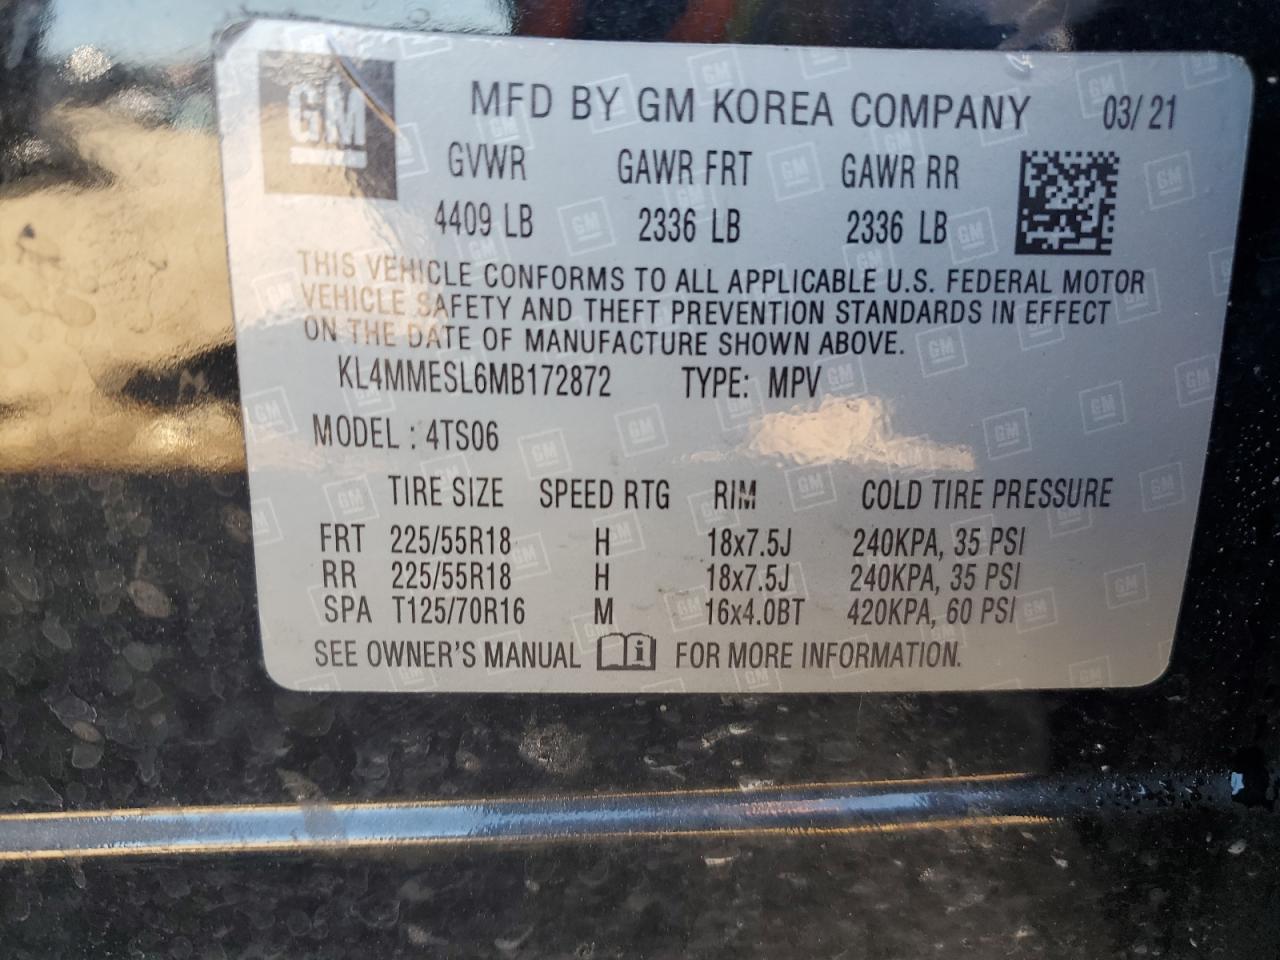 GM
MFD BY GM KOREA COMPANY 03/21
GVWR GAWR FRT GAWR RR
4409 LB 2336 LB 2336 LB
THIS VEHICLE CONFORMS TO ALL APPLICABLE U.S. FEDERAL MOTOR
VEHICLE SAFETY AND THEFT PREVENTION STANDARDS IN EFFECT
ON THE DATE OF MANUFACTURE SHOWN ABOVE.
KL4MMESL6MB172872 TYPE: MPV
MODEL : 4TS06
TIRE SIZE SPEED RTG RIM COLD TIRE PRESSURE
FRT 225/55R18 H 18x7.5J 240KPA, 35 PSI
RR 225/55R18 H 18x7.5J 240KPA, 35 PSI
SPA T125/70R16 M 16x4.0BT 420KPA, 60 PSI
SEE OWNER'S MANUAL i FOR MORE INFORMATION.